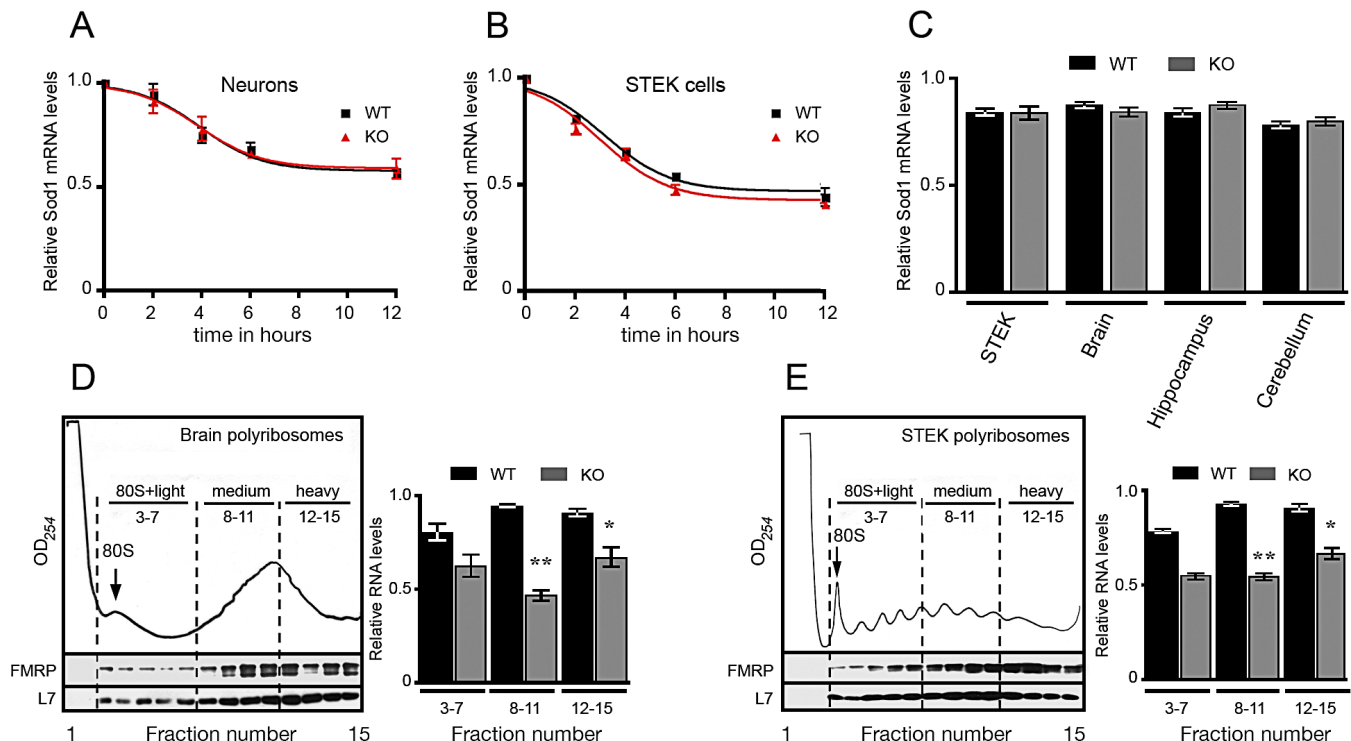 A
Relative Sod1 mRNA levels
1.0
0.5
0
Neurons
WT
KO
0 2 4 6 8 10 12
time in hours
B
Relative Sod1 mRNA levels
1.0
0.5
0
STEK cells
WT
KO
0 2 4 6 8 10 12
time in hours
C
WT KO
Relative Sod1 mRNA levels
1.0
0.5
0
STEK
Brain
Hippocampus
Cerebellum
D
Brain polyribosomes
OD254
80S+light medium heavy
3-7 8-11 12-15
80S
FMRP
L7
1 Fraction number 15
WT KO
Relative RNA levels
1.0
0.5
0
**
*
3-7 8-11 12-15
Fraction number
E
STEK polyribosomes
OD254
80S+light medium heavy
3-7 8-11 12-15
80S
FMRP
L7
1 Fraction number 15
WT KO
Relative RNA levels
1.0
0.5
0
**
*
3-7 8-11 12-15
Fraction number